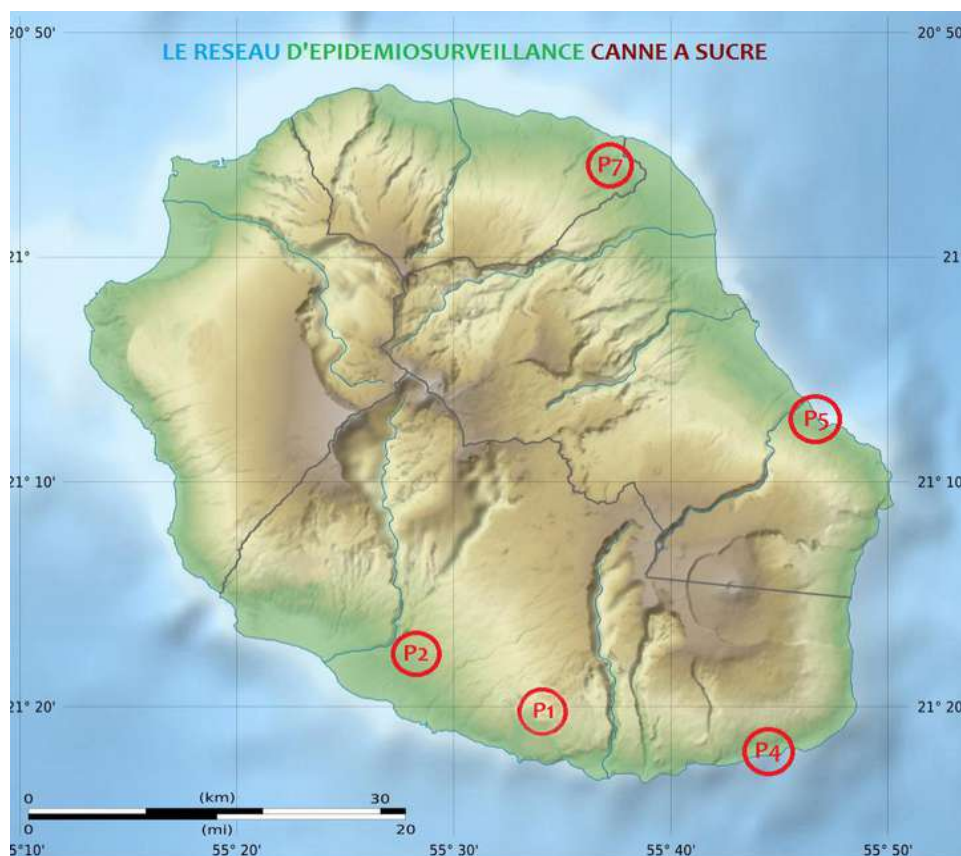 20° 50'
20° 50
LE RESEAU D'EPIDEMIOSURVEILLANCE CANNE A SUCRE
P7
21°
21
P5
21° 10'
21° 10
P2
21° 20'
21° 20
P1
P4
0 (km) 30
0 (mi) 20
5° 10' 55° 20' 55° 30' 55° 40' 55° 50'